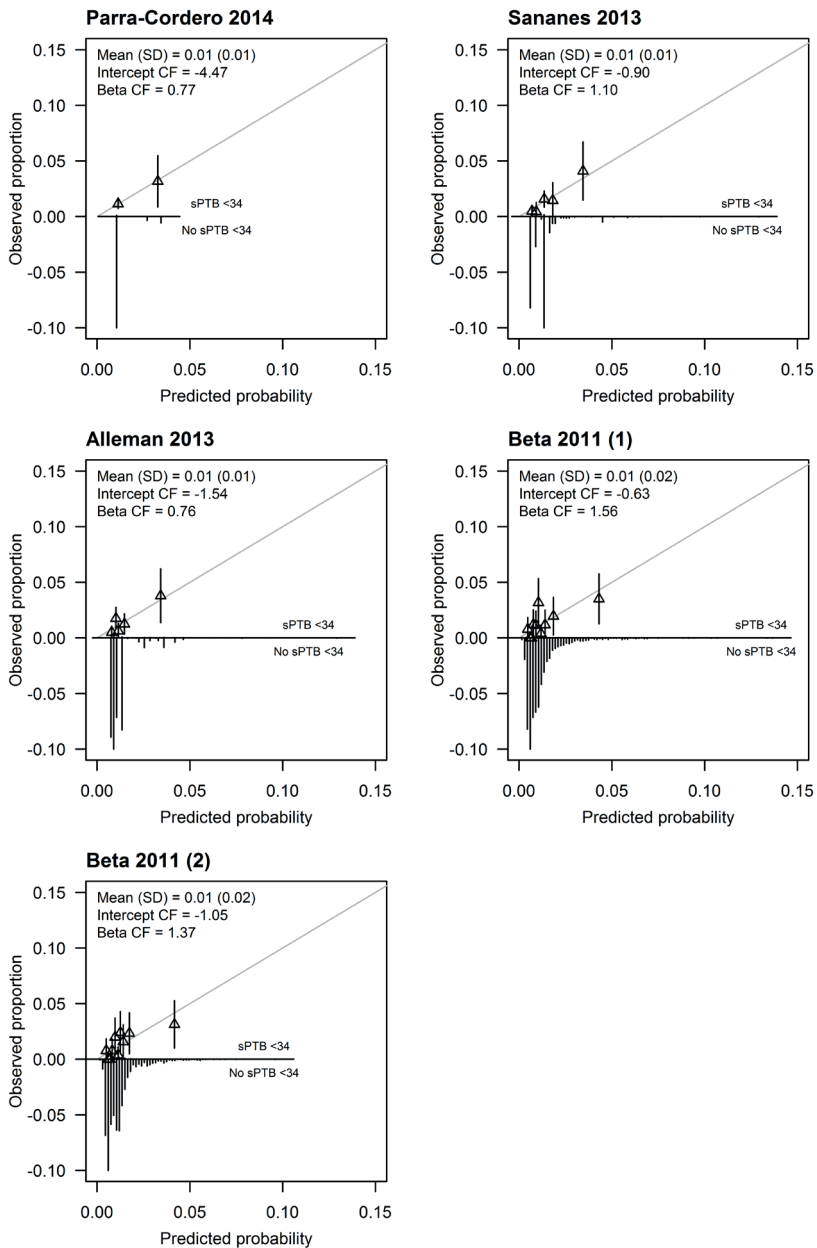 Parra-Cordero 2014
Mean (SD) = 0.01 (0.01)
Intercept CF = -4.47
Beta CF = 0.77
sPTB <34
No sPTB <34
0.15
0.10
0.05
0.00
-0.05
-0.10
Observed proportion
0.00 0.05 0.10 0.15
Predicted probability
Sananes 2013
Mean (SD) = 0.01 (0.01)
Intercept CF = -0.90
Beta CF = 1.10
sPTB <34
No sPTB <34
0.15
0.10
0.05
0.00
-0.05
-0.10
Observed proportion
0.00 0.05 0.10 0.15
Predicted probability
Alleman 2013
Mean (SD) = 0.01 (0.01)
Intercept CF = -1.54
Beta CF = 0.76
sPTB <34
No sPTB <34
0.15
0.10
0.05
0.00
-0.05
-0.10
Observed proportion
0.00 0.05 0.10 0.15
Predicted probability
Beta 2011 (1)
Mean (SD) = 0.01 (0.02)
Intercept CF = -0.63
Beta CF = 1.56
sPTB <34
No sPTB <34
0.15
0.10
0.05
0.00
-0.05
-0.10
Observed proportion
0.00 0.05 0.10 0.15
Predicted probability
Beta 2011 (2)
Mean (SD) = 0.01 (0.02)
Intercept CF = -1.05
Beta CF = 1.37
sPTB <34
No sPTB <34
0.15
0.10
0.05
0.00
-0.05
-0.10
Observed proportion
0.00 0.05 0.10 0.15
Predicted probability